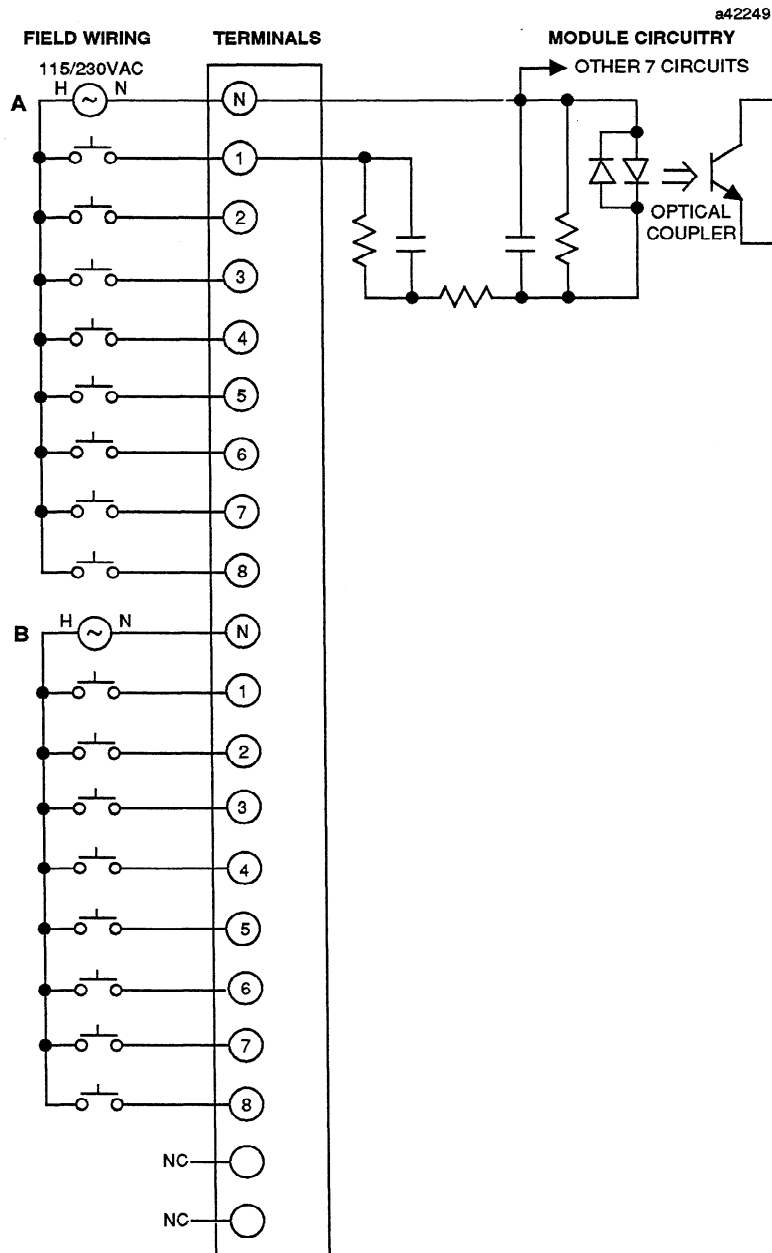 a42249
FIELD WIRING TERMINALS MODULE CIRCUITRY
115/230VAC OTHER 7 CIRCUITS
A H ~ N N
1
2
OPTICAL
COUPLER
3
4
5
6
7
8
B H ~ N N
1
2
3
4
5
6
7
8
NC
NC